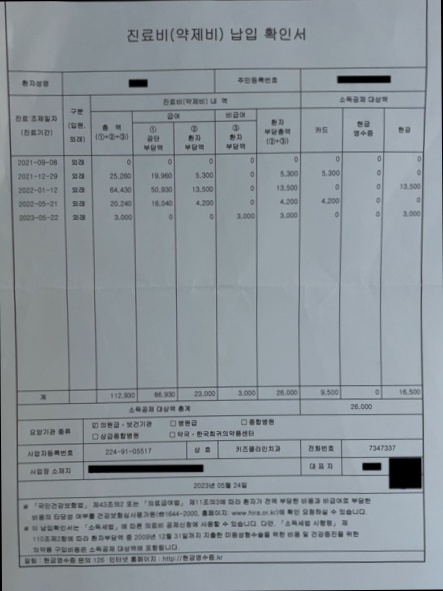 진료비(약제비) 납입 확인서
환자성명 주민등록번호
진료비(약제비) 내 역 소득공제 대상액
진료 조제일자 (진료기간) 구분 (입원, 외래) 총 액 (①+②+③) 급여 ① 공단 부담액 ② 환자 부담액 비급여 ③ 환자 부담액 환자 부담총액 (②+③) 카드 현금 영수증 현금
2021-09-06 외래 0 0 0 0 0 0 0 0
2021-12-29 외래 25,260 19,960 5,300 0 5,300 5,300 0 0
2022-01-12 외래 64,430 50,930 13,500 0 13,500 0 0 13,500
2022-05-21 외래 20,240 16,040 4,200 0 4,200 4,200 0 0
2023-05-22 외래 3,000 0 0 3,000 3,000 0 0 3,000
계 112,930 86,930 23,000 3,000 26,000 9,500 0 16,500
소득공제 대상액 총계 26,000
요양기관 종류 ☑ 의원급·보건기관 □ 병원급 □ 종합병원
□ 상급종합병원 □ 약국·한국희귀의약품센터
사업자등록번호 224-91-05517 상 호 키즈플라인치과 전화번호 7347337
사업장 소재지 대 표 자
2023년 05월 24일
※ 「국민건강보험법」 제43조의2 또는 「의료급여법」 제11조의3에 따라 환자가 전액 부담한 비용과 비급여로 부담한
비용의 타당성 여부를 건강보험심사평가원(☎1644-2000, 홈페이지: www.hira.or.kr)에 확인 요청하실 수 있습니다.
※ 이 납입확인서는 「소득세법」에 따른 의료비 공제신청에 사용할 수 있습니다. 다만, 「소득세법 시행령」 제
110조제2항에 따라 환자부담액 중 2009년 12월 31일까지 지출한 미용성형수술을 위한 비용 및 건강증진을 위한
의약품 구입비용은 소득공제 대상액에 포함됩니다.
알림 : 현금영수증 문의 126 인터넷 홈페이지 : http://현금영수증.kr